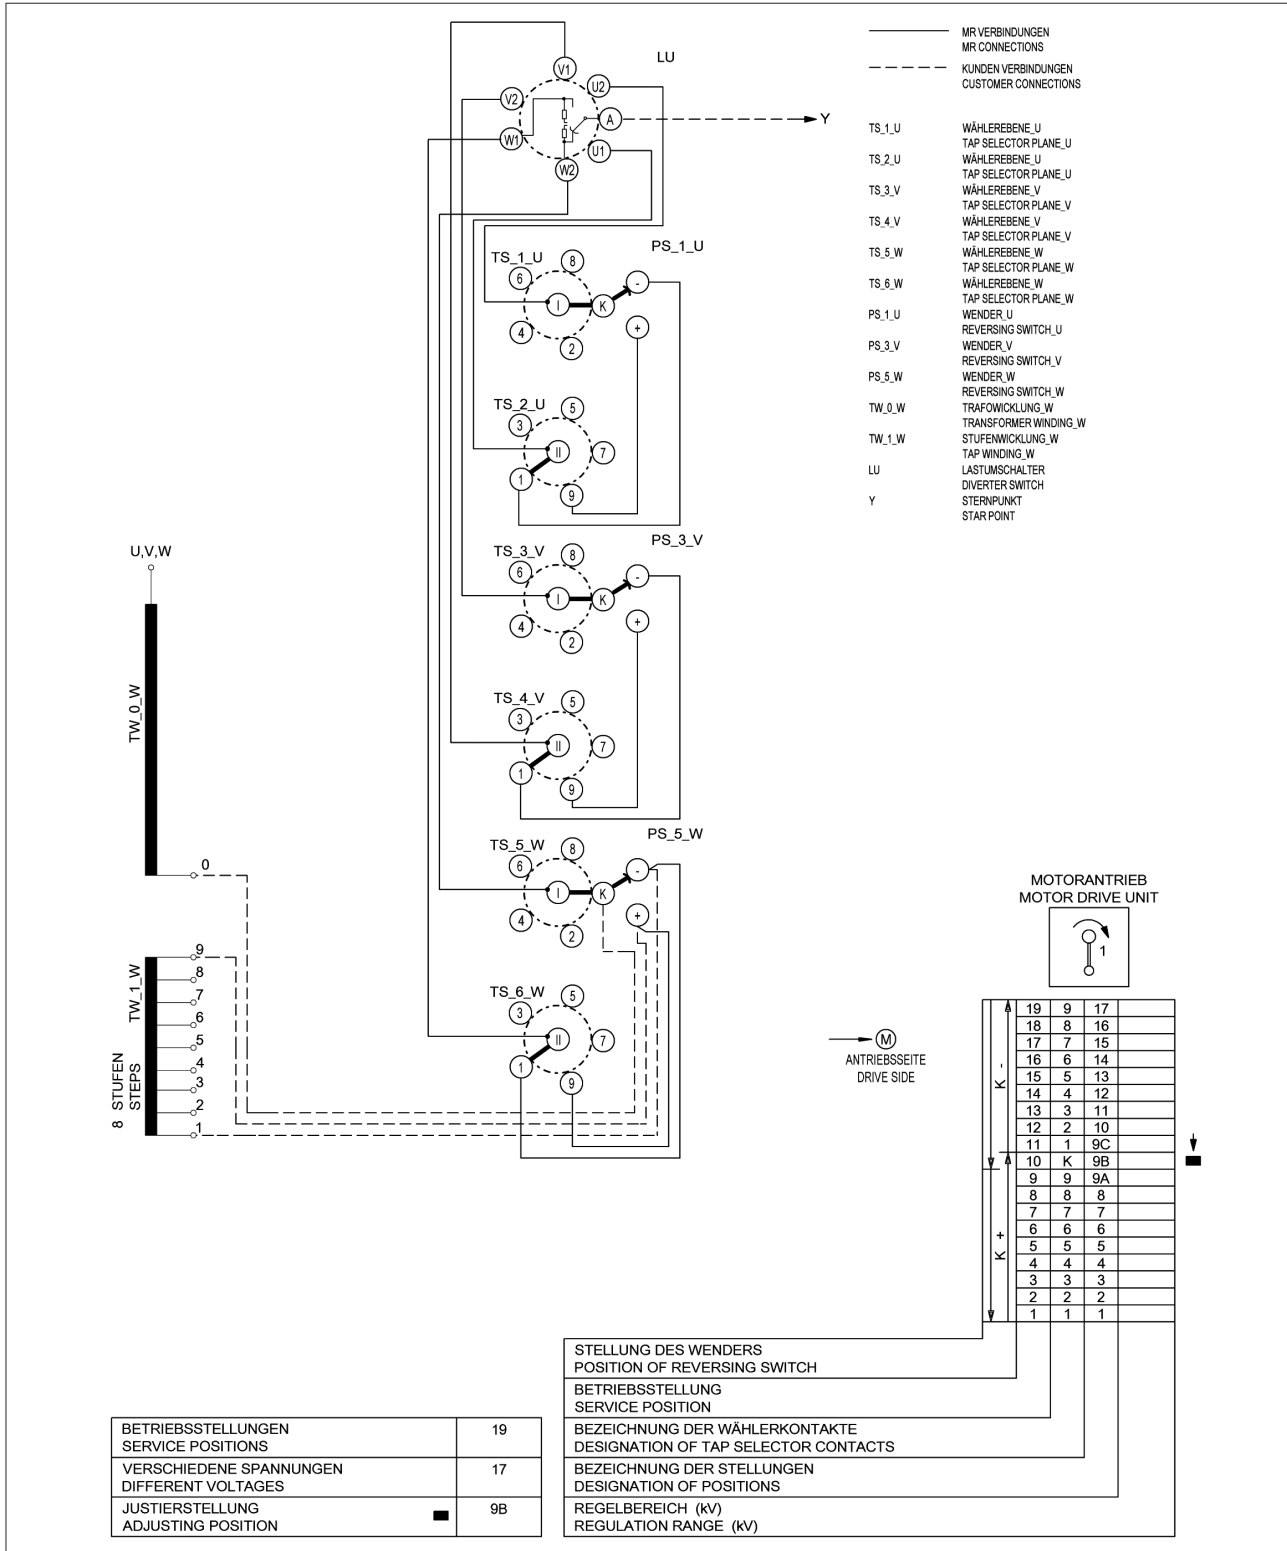 MR VERBINDUNGEN
MR CONNECTIONS
KUNDEN VERBINDUNGEN
CUSTOMER CONNECTIONS
TS_1_U WÄHLEREBENE_U
TAP SELECTOR PLANE_U
TS_2_U WÄHLEREBENE_U
TAP SELECTOR PLANE_U
TS_3_V WÄHLEREBENE_V
TAP SELECTOR PLANE_V
TS_4_V WÄHLEREBENE_V
TAP SELECTOR PLANE_V
TS_5_W WÄHLEREBENE_W
TAP SELECTOR PLANE_W
TS_6_W WÄHLEREBENE_W
TAP SELECTOR PLANE_W
PS_1_U WENDER_U
REVERSING SWITCH_U
PS_3_V WENDER_V
REVERSING SWITCH_V
PS_5_W WENDER_W
REVERSING SWITCH_W
TW_0_W TRAFOWICKLUNG_W
TRANSFORMER WINDING_W
TW_1_W STUFENWICKLUNG_W
TAP WINDING_W
LU LASTUMSCHALTER
DIVERTER SWITCH
Y STERNPUNKT
STAR POINT
LU
V1
U2
V2
A
Y
W1
U1
W2
PS_1_U
TS_1_U
8
6
-
I
K
4
+
2
TS_2_U
5
3
II
7
1
9
PS_3_V
TS_3_V
8
6
-
I
K
4
+
2
TS_4_V
5
3
II
7
1
9
PS_5_W
TS_5_W
8
6
-
I
K
4
+
2
TS_6_W
5
3
II
7
1
9
U,V,W
TW_0_W
0
TW_1_W
8 STUFEN
STEPS
9
8
7
6
5
4
3
2
1
M
ANTRIEBSSEITE
DRIVE SIDE
MOTORANTRIEB
MOTOR DRIVE UNIT
1
K -
K +
19 9 17
18 8 16
17 7 15
16 6 14
15 5 13
14 4 12
13 3 11
12 2 10
11 1 9C
10 K 9B
9 9 9A
8 8 8
7 7 7
6 6 6
5 5 5
4 4 4
3 3 3
2 2 2
1 1 1
STELLUNG DES WENDERS
POSITION OF REVERSING SWITCH
BETRIEBSSTELLUNG
SERVICE POSITION
BEZEICHNUNG DER WÄHLERKONTAKTE
DESIGNATION OF TAP SELECTOR CONTACTS
BEZEICHNUNG DER STELLUNGEN
DESIGNATION OF POSITIONS
REGELBEREICH (kV)
REGULATION RANGE (kV)
BETRIEBSSTELLUNGEN 19
SERVICE POSITIONS
VERSCHIEDENE SPANNUNGEN 17
DIFFERENT VOLTAGES
JUSTIERSTELLUNG 9B
ADJUSTING POSITION